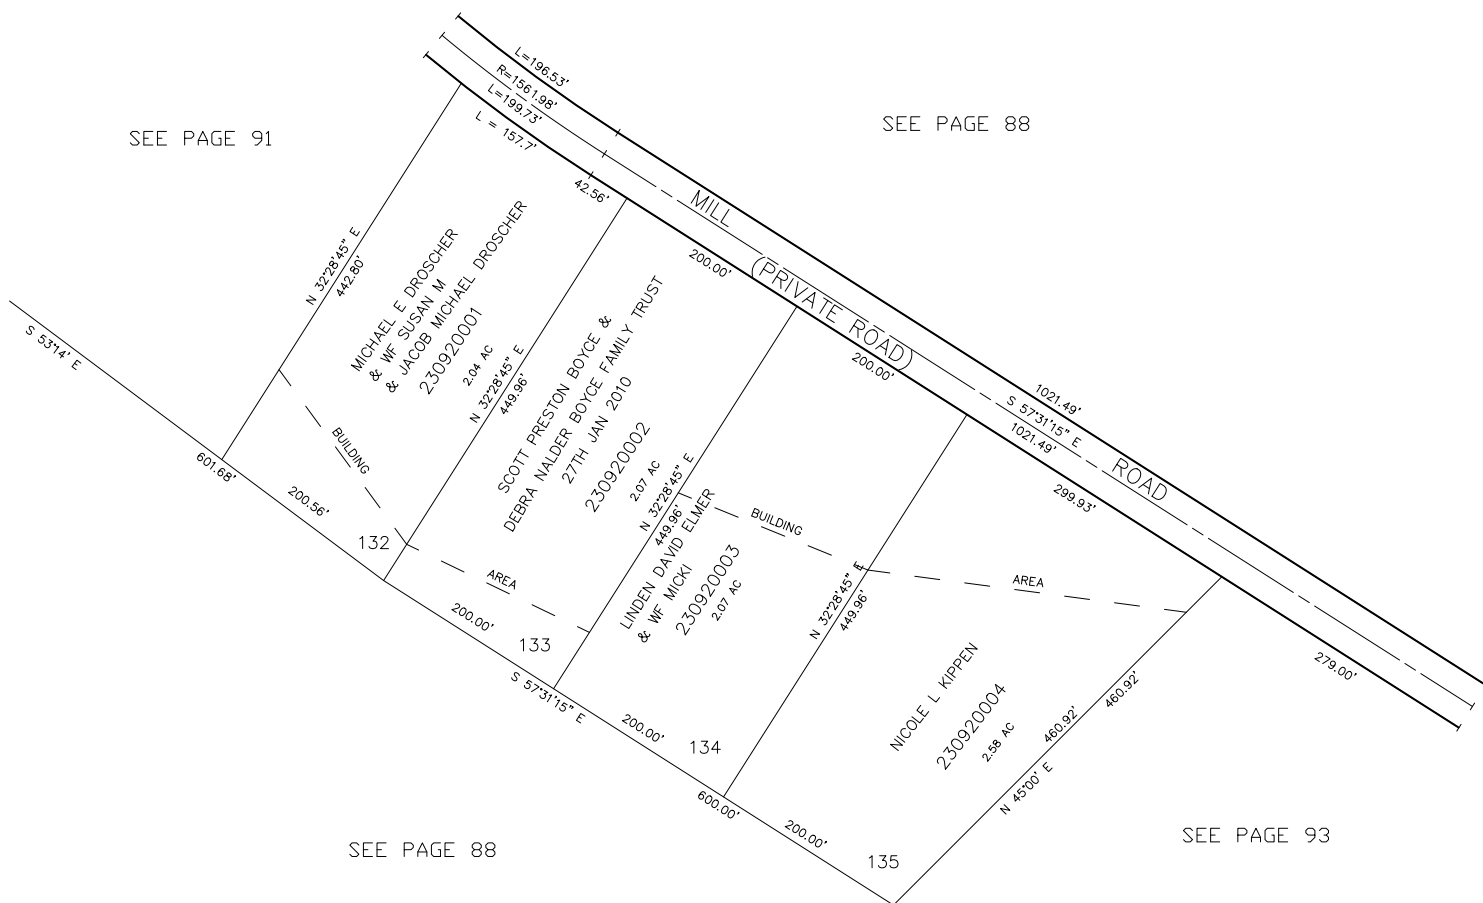 L=196.53'
R=1561.98'
L=199.73'
L = 157.7'
42.56'
SEE PAGE 91
SEE PAGE 88
MILL
(PRIVATE ROAD)
ROAD
200.00'
200.00'
1021.49'
S 57°31'15" E
1021.49'
299.93'
279.00'
N 32°28'45" E
442.80'
MICHAEL E DROSCHER
& WF SUSAN M
& JACOB MICHAEL DROSCHER
230920001
2.04 AC
N 32°28'45" E
449.96'
SCOTT PRESTON BOYCE &
DEBRA NALDER BOYCE FAMILY TRUST
27TH JAN 2010
230920002
2.07 AC
N 32°28'45" E
449.96'
LINDEN DAVID ELMER
& WF MICKI
230920003
2.07 AC
N 32°28'45" E
449.96'
NICOLE L KIPPEN
230920004
2.58 AC
460.92'
460.92'
N 45°00' E
BUILDING
AREA
BUILDING
AREA
S 53°14' E
601.68'
200.56'
132
200.00'
133
S 57°31'15" E
200.00'
134
600.00'
200.00'
135
SEE PAGE 88
SEE PAGE 93